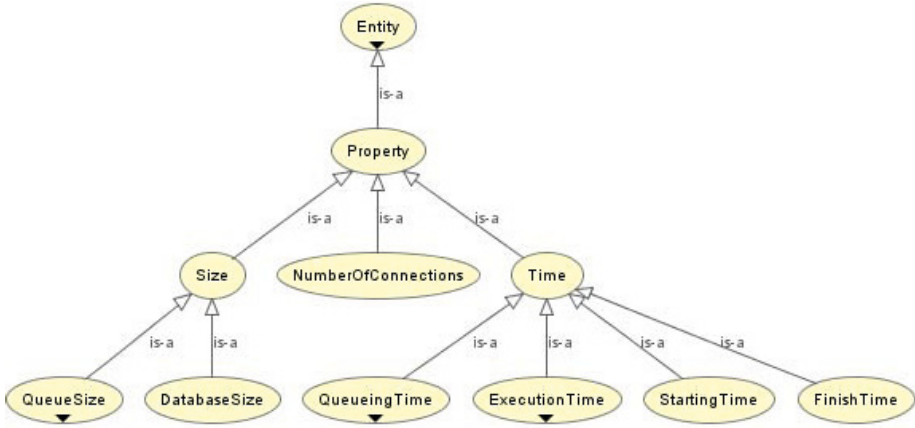 Entity
is-a
Property
is-a
is-a
is-a
Size
NumberOfConnections
Time
is-a
is-a
is-a
is-a
is-a
is-a
QueueSize
DatabaseSize
QueueingTime
ExecutionTime
StartingTime
FinishTime